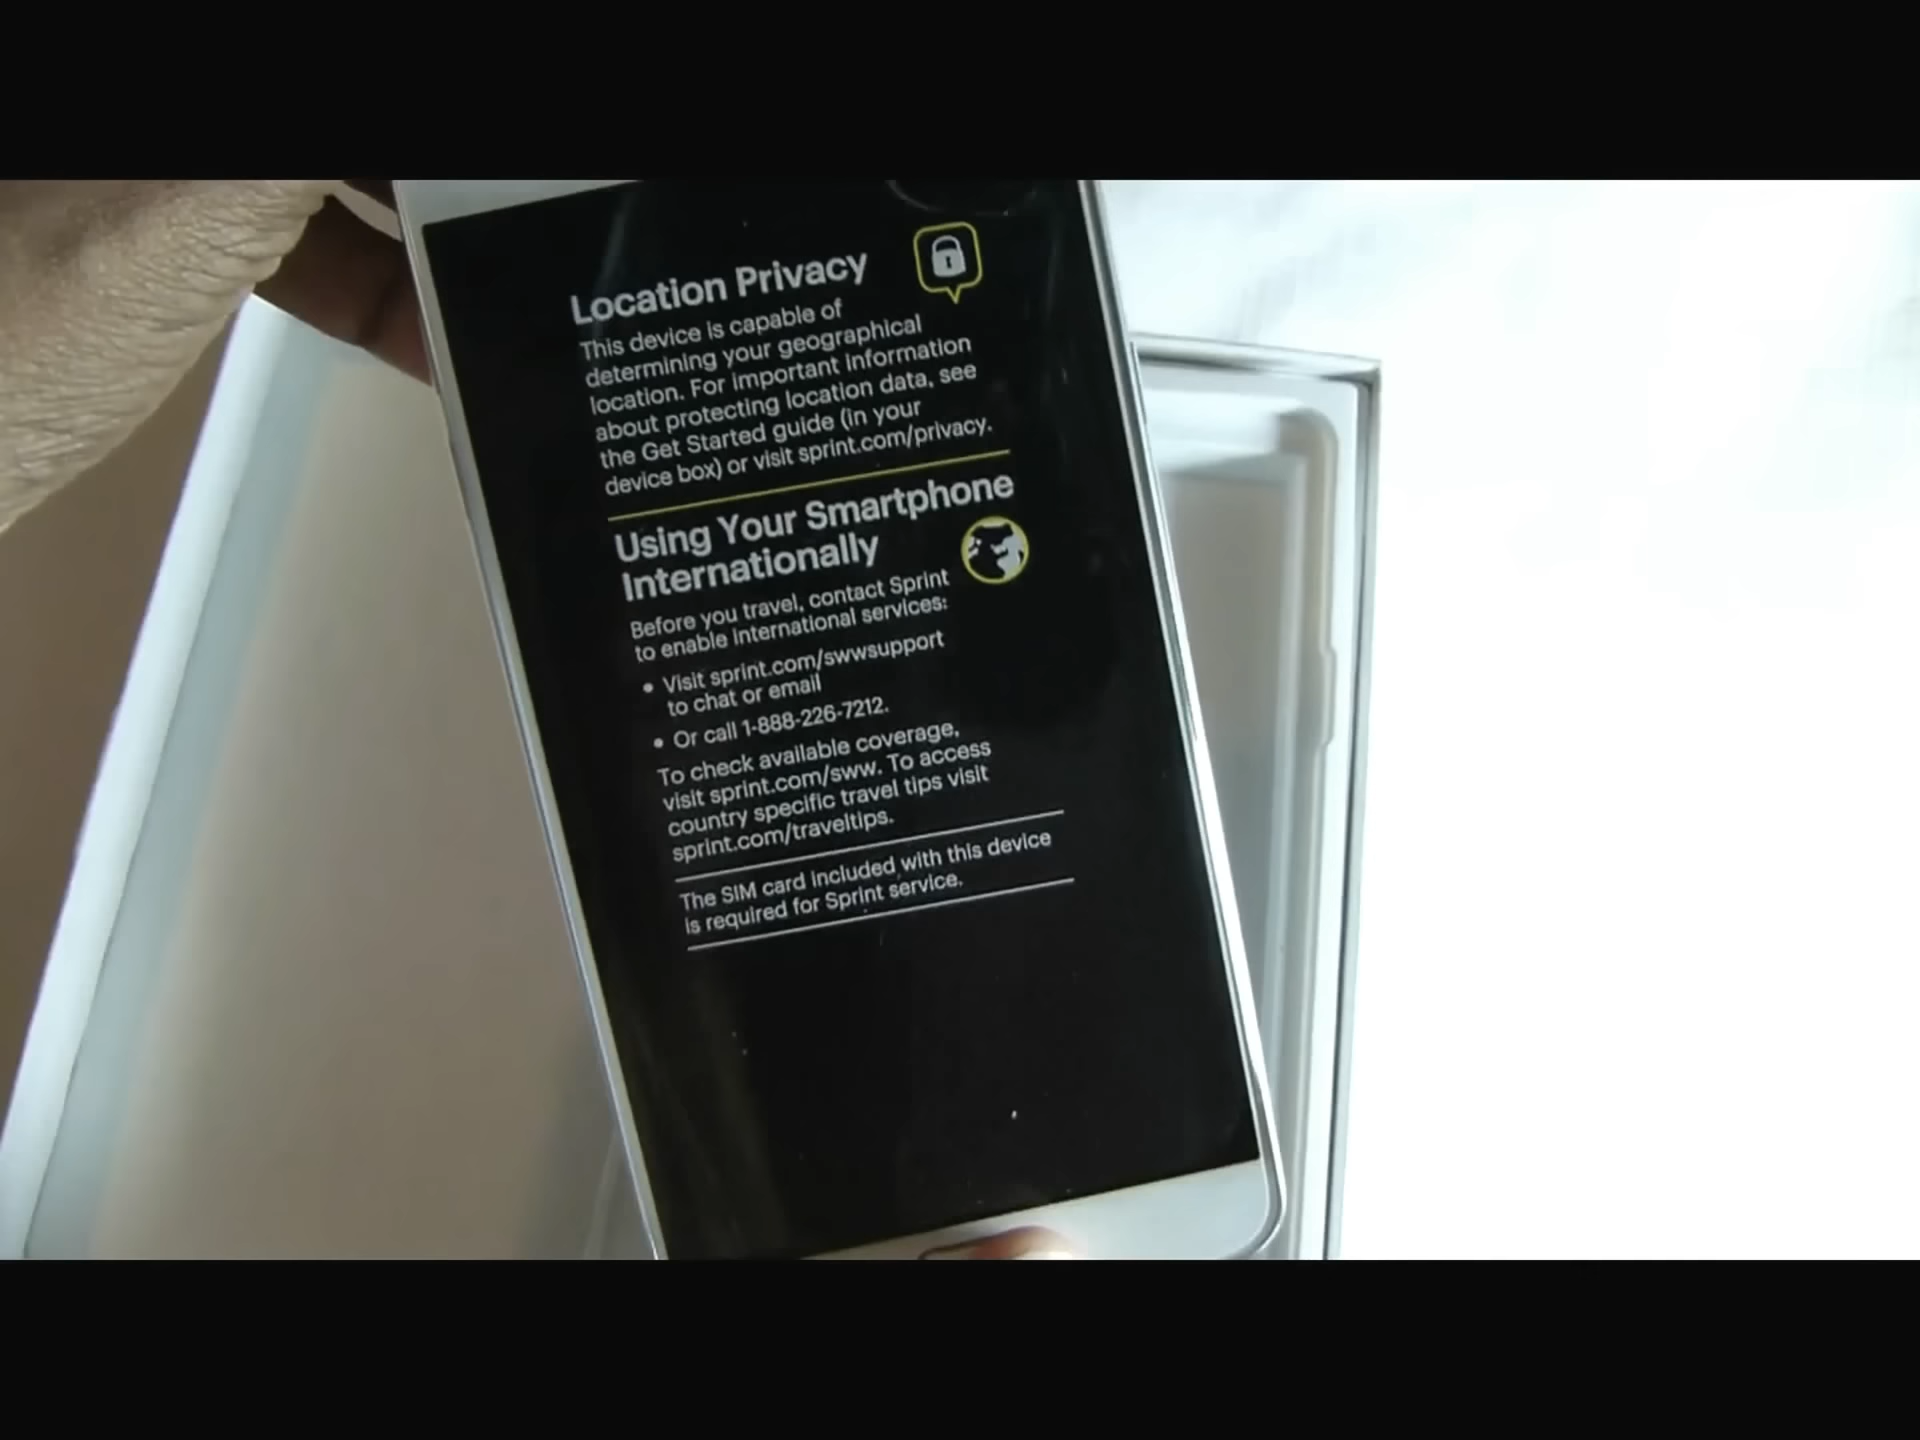 Location Privacy
This device is capable of
determining your geographical
location. For important information
about protecting location data, see
the Get Started guide (in your
device box) or visit sprint.com/privacy.
Using Your Smartphone
Internationally
Before you travel, contact Sprint
to enable international services:
• Visit sprint.com/swwsupport
to chat or email
• Or call 1-888-226-7212.
To check available coverage,
visit sprint.com/sww. To access
country specific travel tips visit
sprint.com/traveltips.
The SIM card included with this device
is required for Sprint service.